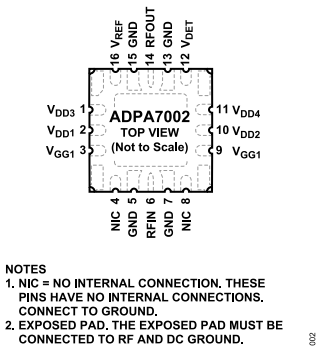 16 VREF
15 GND
14 RFOUT
13 GND
12 VDET
VDD3 1
VDD1 2
VGG1 3
ADPA7002
TOP VIEW
(Not to Scale)
11 VDD4
10 VDD2
9 VGG1
NIC 4
GND 5
RFIN 6
GND 7
NIC 8
NOTES
1. NIC = NO INTERNAL CONNECTION. THESE
PINS HAVE NO INTERNAL CONNECTIONS.
CONNECT TO GROUND.
2. EXPOSED PAD. THE EXPOSED PAD MUST BE
CONNECTED TO RF AND DC GROUND.
002